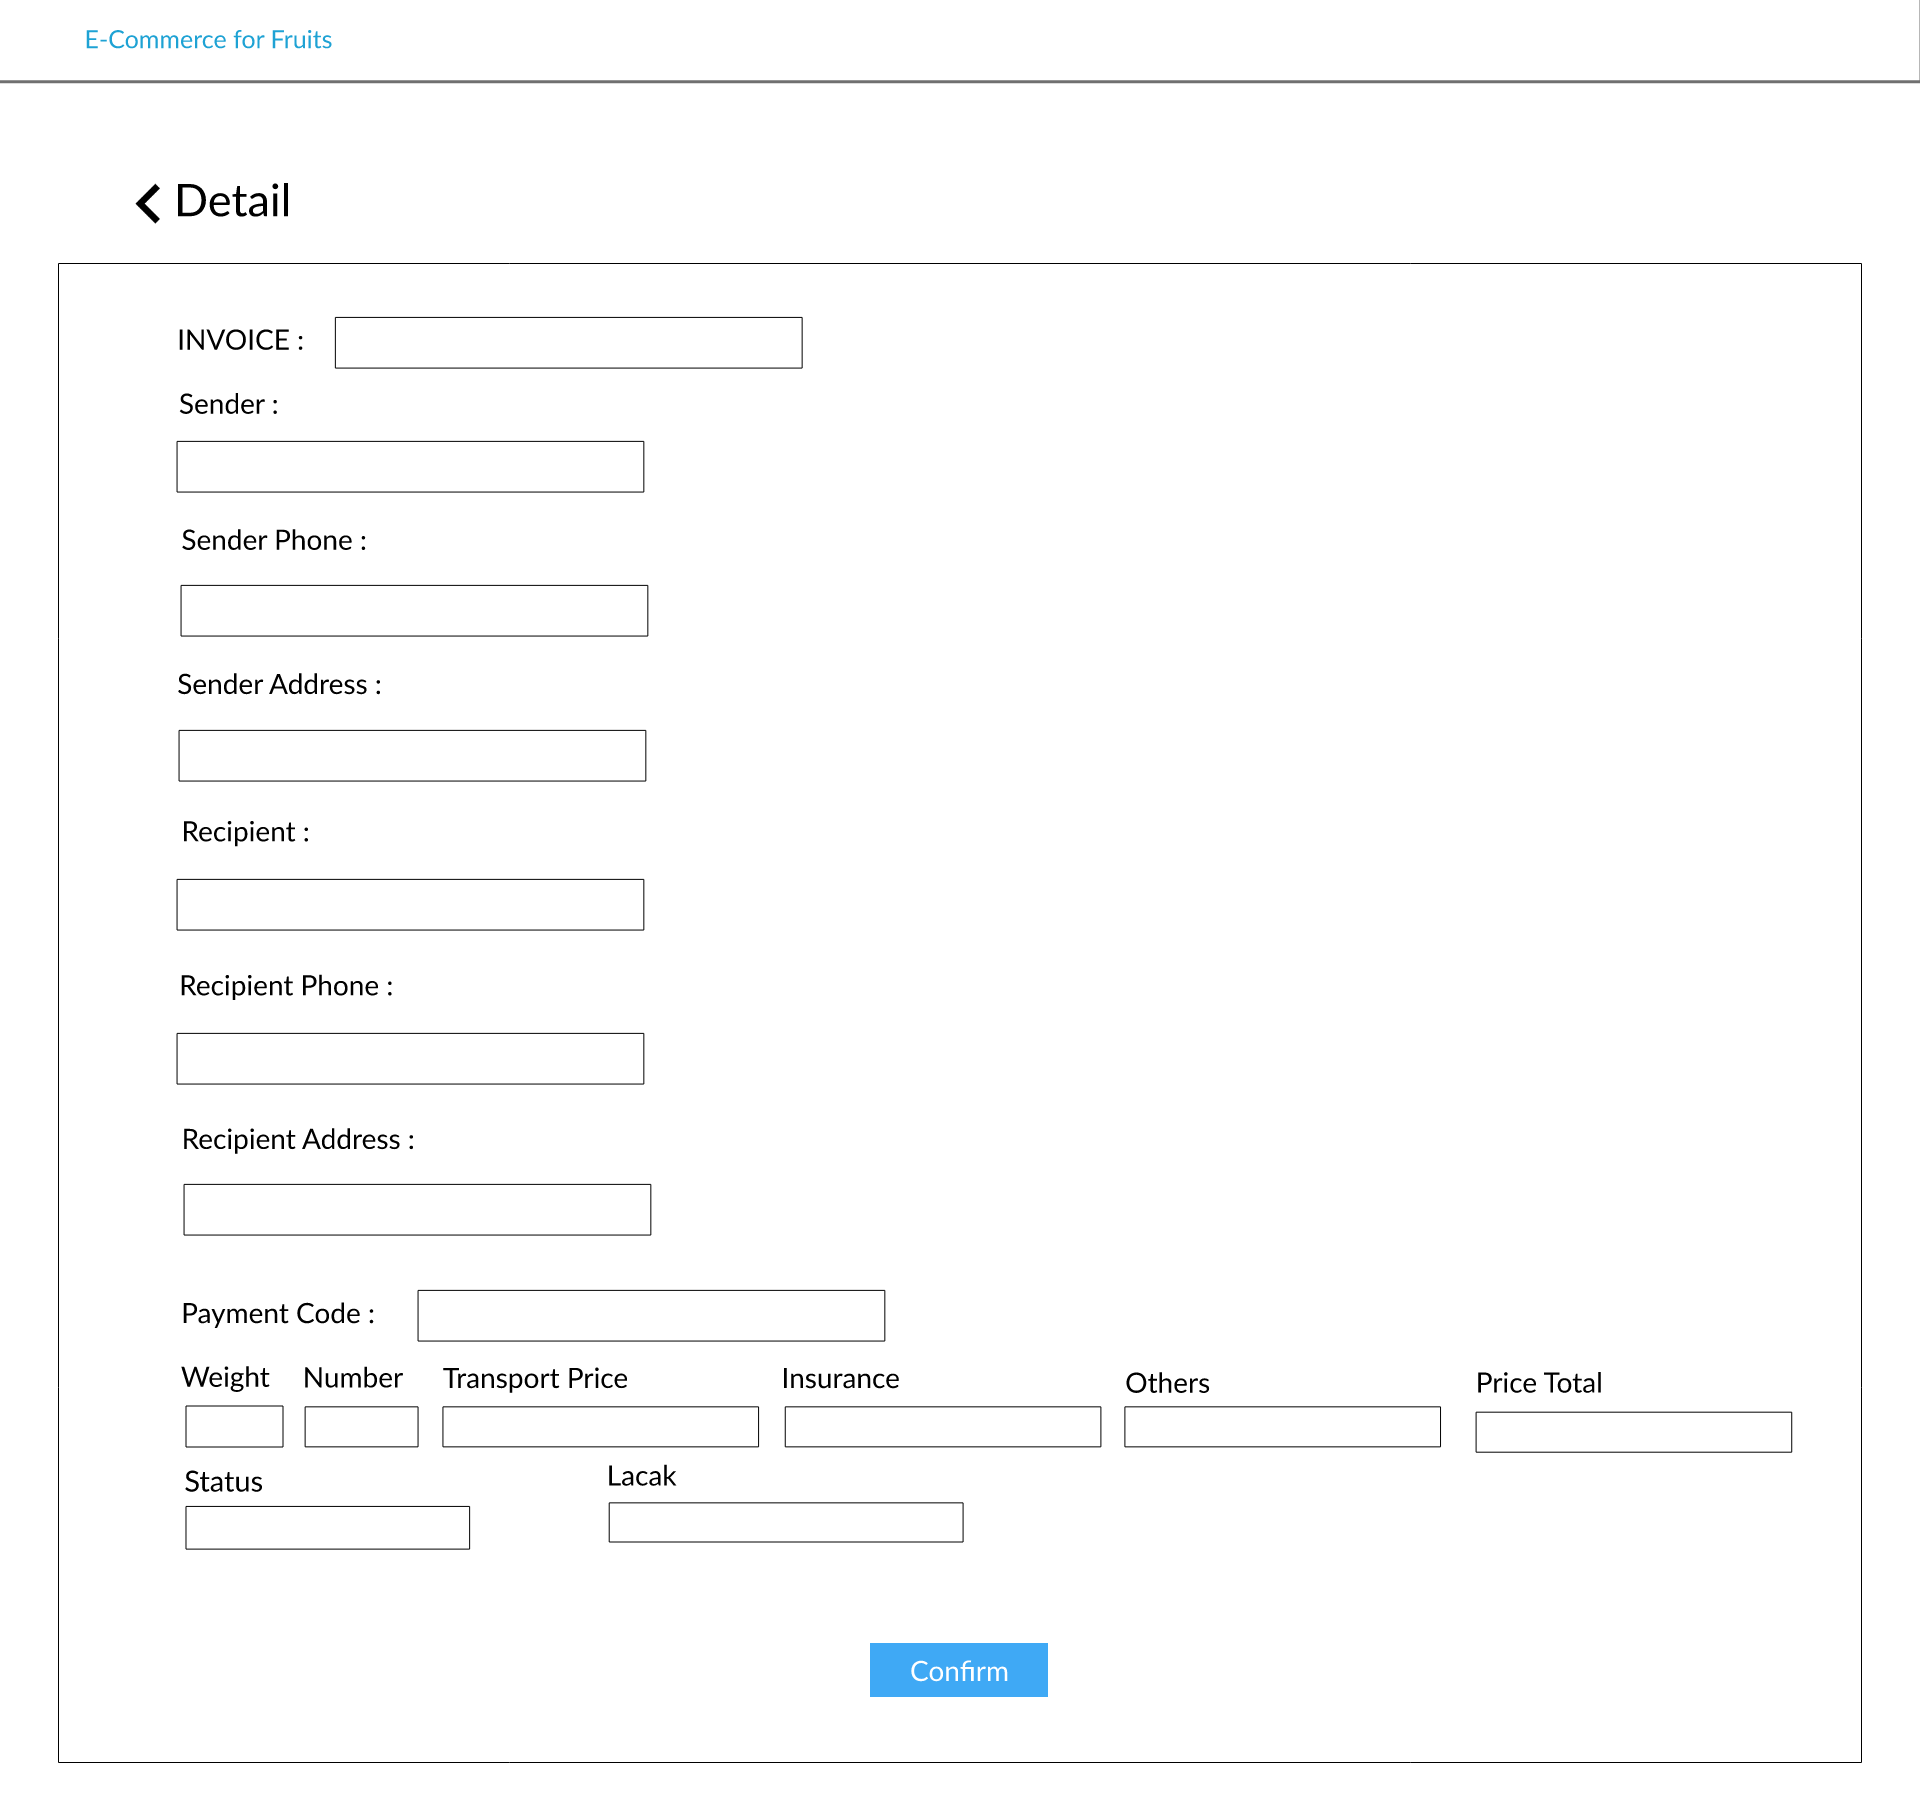 E-Commerce for Fruits
Detail
INVOICE :
Sender :
Sender Phone :
Sender Address :
Recipient :
Recipient Phone :
Recipient Address :
Payment Code :
Weight Number Transport Price Insurance Others Price Total
Status Lacak
Confirm